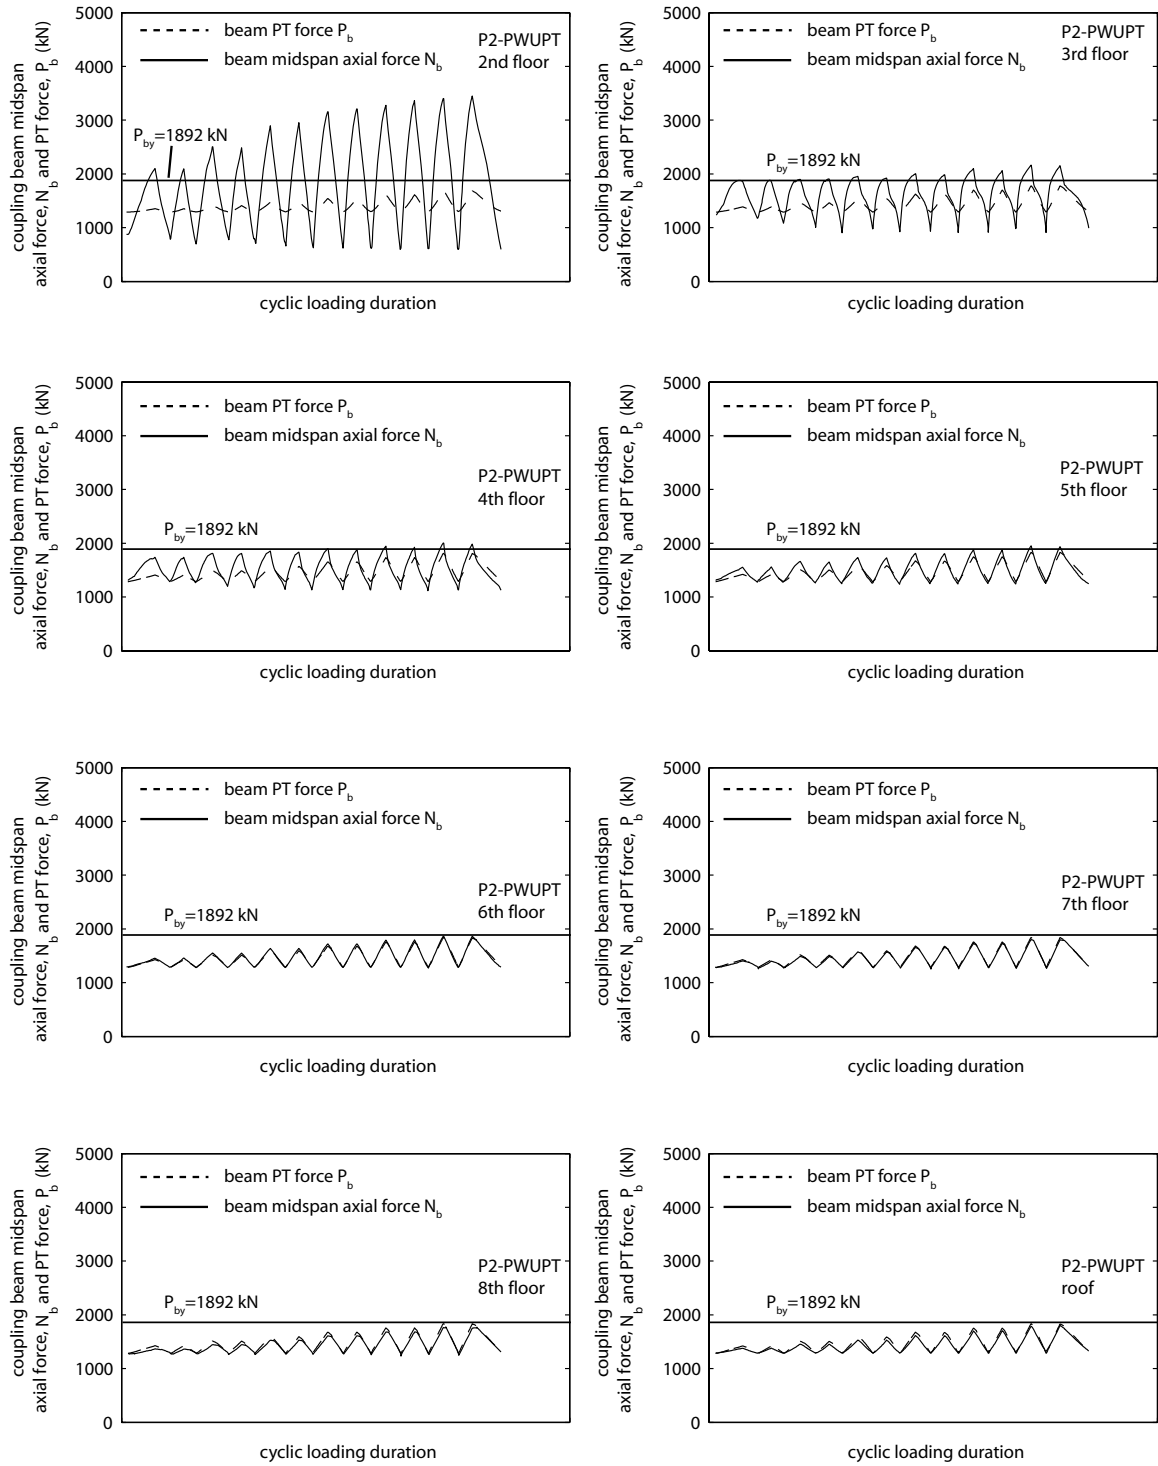 coupling beam midspan
axial force, N_b and PT force, P_b (kN)
5000
4000
3000
2000
1000
0
beam PT force P_b
beam midspan axial force N_b
P2-PWUPT
2nd floor
P_by=1892 kN
cyclic loading duration
coupling beam midspan
axial force, N_b and PT force, P_b (kN)
5000
4000
3000
2000
1000
0
beam PT force P_b
beam midspan axial force N_b
P2-PWUPT
3rd floor
P_by=1892 kN
cyclic loading duration
coupling beam midspan
axial force, N_b and PT force, P_b (kN)
5000
4000
3000
2000
1000
0
beam PT force P_b
beam midspan axial force N_b
P2-PWUPT
4th floor
P_by=1892 kN
cyclic loading duration
coupling beam midspan
axial force, N_b and PT force, P_b (kN)
5000
4000
3000
2000
1000
0
beam PT force P_b
beam midspan axial force N_b
P2-PWUPT
5th floor
P_by=1892 kN
cyclic loading duration
coupling beam midspan
axial force, N_b and PT force, P_b (kN)
5000
4000
3000
2000
1000
0
beam PT force P_b
beam midspan axial force N_b
P2-PWUPT
6th floor
P_by=1892 kN
cyclic loading duration
coupling beam midspan
axial force, N_b and PT force, P_b (kN)
5000
4000
3000
2000
1000
0
beam PT force P_b
beam midspan axial force N_b
P2-PWUPT
7th floor
P_by=1892 kN
cyclic loading duration
coupling beam midspan
axial force, N_b and PT force, P_b (kN)
5000
4000
3000
2000
1000
0
beam PT force P_b
beam midspan axial force N_b
P2-PWUPT
8th floor
P_by=1892 kN
cyclic loading duration
coupling beam midspan
axial force, N_b and PT force, P_b (kN)
5000
4000
3000
2000
1000
0
beam PT force P_b
beam midspan axial force N_b
P2-PWUPT
roof
P_by=1892 kN
cyclic loading duration